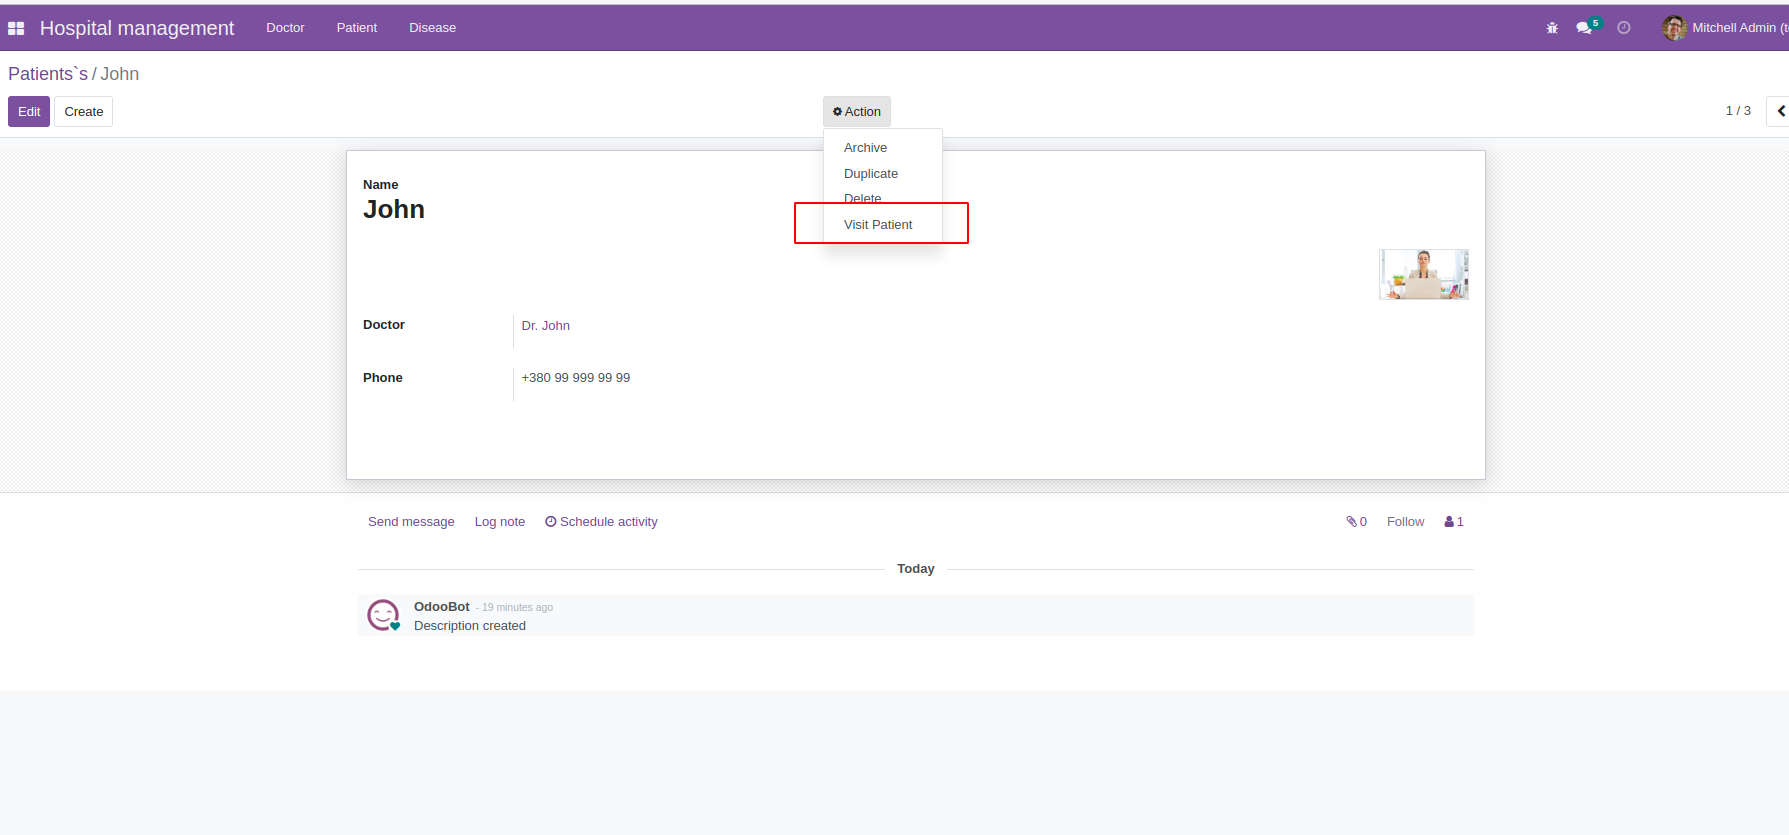 Hospital management Doctor Patient Disease 5 Mitchell Admin (t
Patients`s / John
Edit Create Action 1 / 3
Archive
Duplicate
Delete
Visit Patient
Name
John
Doctor Dr. John
Phone +380 99 999 99 99
Send message Log note Schedule activity 0 Follow 1
Today
OdooBot - 19 minutes ago
Description created